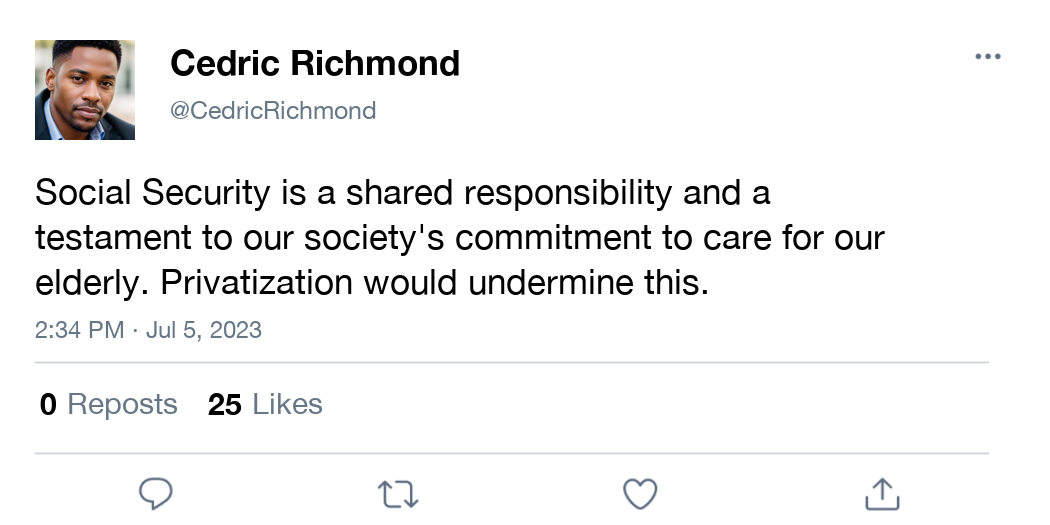 Cedric Richmond
@CedricRichmond
Social Security is a shared responsibility and a
testament to our society's commitment to care for our
elderly. Privatization would undermine this.
2:34 PM · Jul 5, 2023
0 Reposts 25 Likes